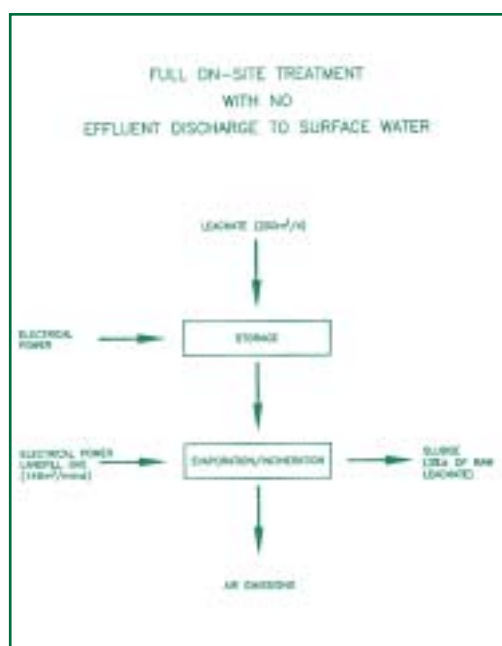 FULL ON-SITE TREATMENT
WITH NO
EFFLUENT DISCHARGE TO SURFACE WATER
LEACHATE
ELECTRICAL
POWER
STORAGE
ELECTRICAL POWER
LANDFILL GAS
EVAPORATION/INCINERATION
SLUDGE
OF RAW
LEACHATE)
AIR EMISSIONS